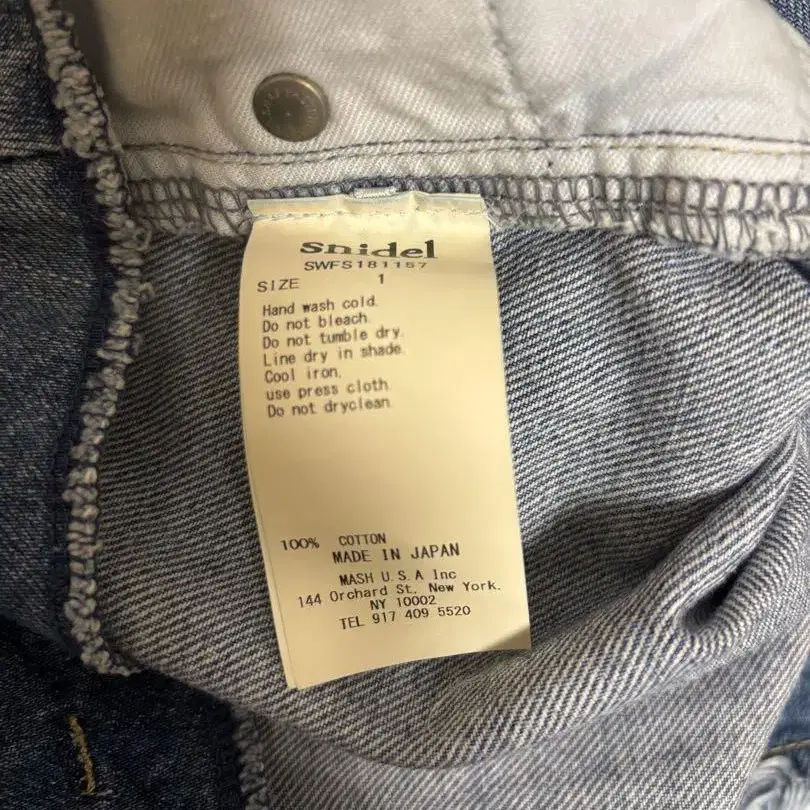 Snidel
SWFS181157
SIZE 1
Hand wash cold.
Do not bleach.
Do not tumble dry.
Line dry in shade.
Cool iron,
use press cloth
Do not dryclean
100% COTTON
MADE IN JAPAN
MASH U.S.A Inc
144 Orchard St, New York.
NY 10002
TEL 917 409 5520